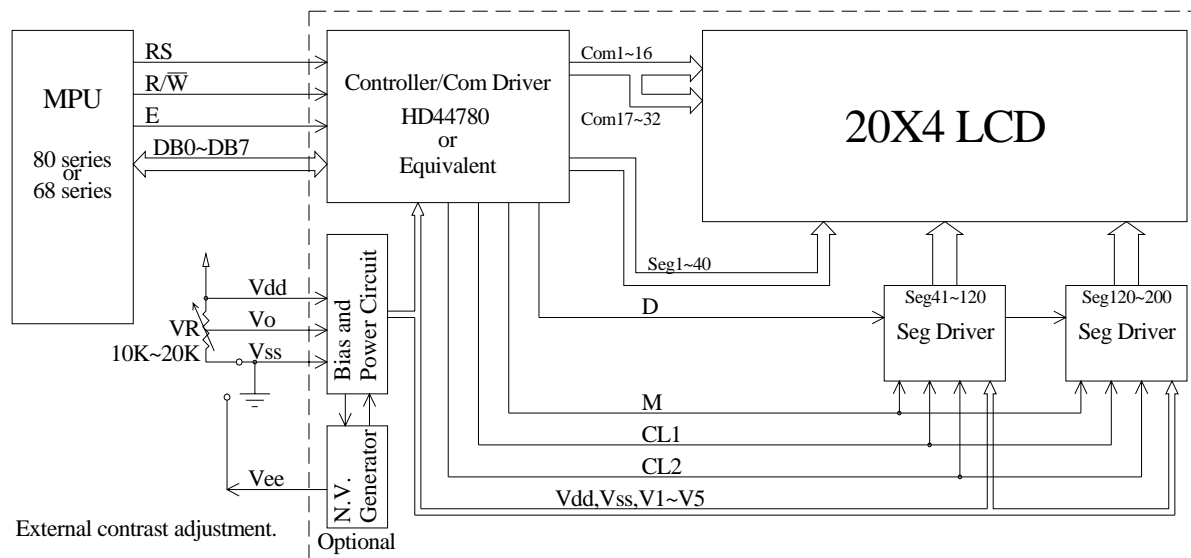 RS
R/W̅
E
DB0~DB7
MPU
80 series
or
68 series
Controller/Com Driver
HD44780
or
Equivalent
Com1~16
Com17~32
20X4 LCD
Seg1~40
Seg41~120
Seg Driver
Seg120~200
Seg Driver
D
M
CL1
CL2
Vdd,Vss,V1~V5
Vdd
Vo
Vss
VR
10K~20K
Bias and
Power Circuit
N.V.
Generator
Vee
Optional
External contrast adjustment.